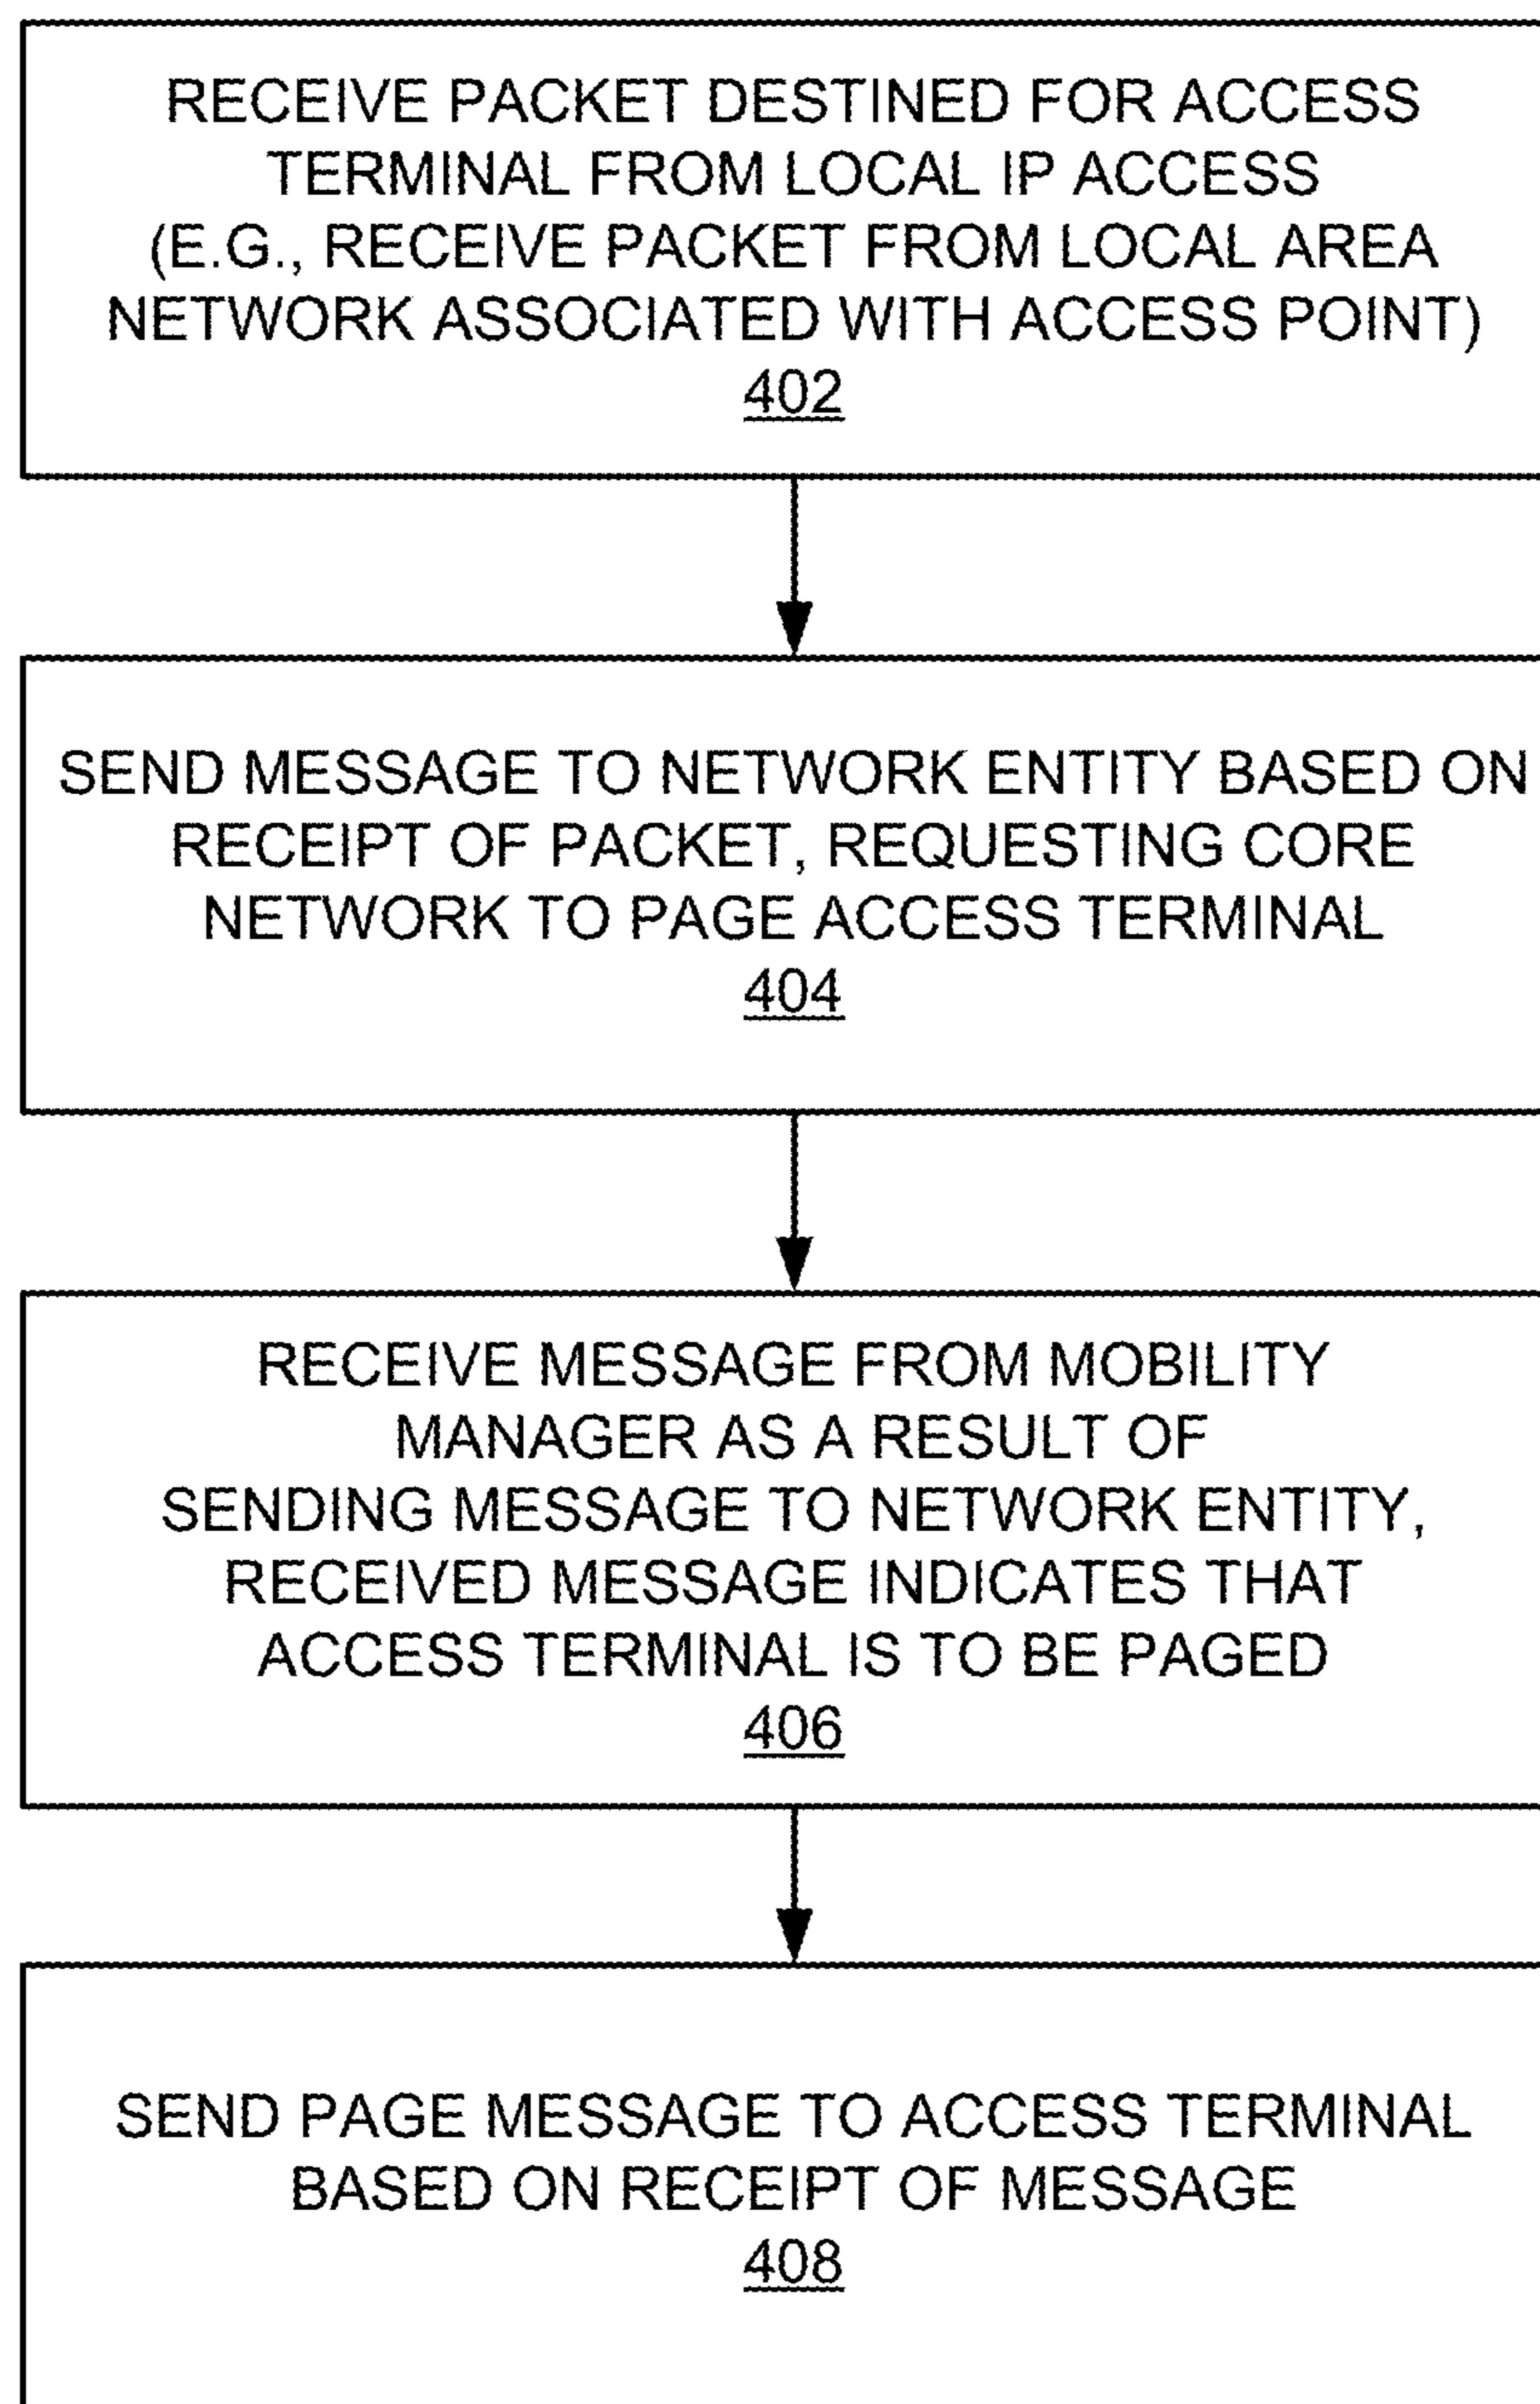 RECEIVE PACKET DESTINED FOR ACCESS
TERMINAL FROM LOCAL IP ACCESS
(E.G., RECEIVE PACKET FROM LOCAL AREA
NETWORK ASSOCIATED WITH ACCESS POINT)
402
SEND MESSAGE TO NETWORK ENTITY BASED ON
RECEIPT OF PACKET, REQUESTING CORE
NETWORK TO PAGE ACCESS TERMINAL
404
RECEIVE MESSAGE FROM MOBILITY
MANAGER AS A RESULT OF
SENDING MESSAGE TO NETWORK ENTITY,
RECEIVED MESSAGE INDICATES THAT
ACCESS TERMINAL IS TO BE PAGED
406
SEND PAGE MESSAGE TO ACCESS TERMINAL
BASED ON RECEIPT OF MESSAGE
408